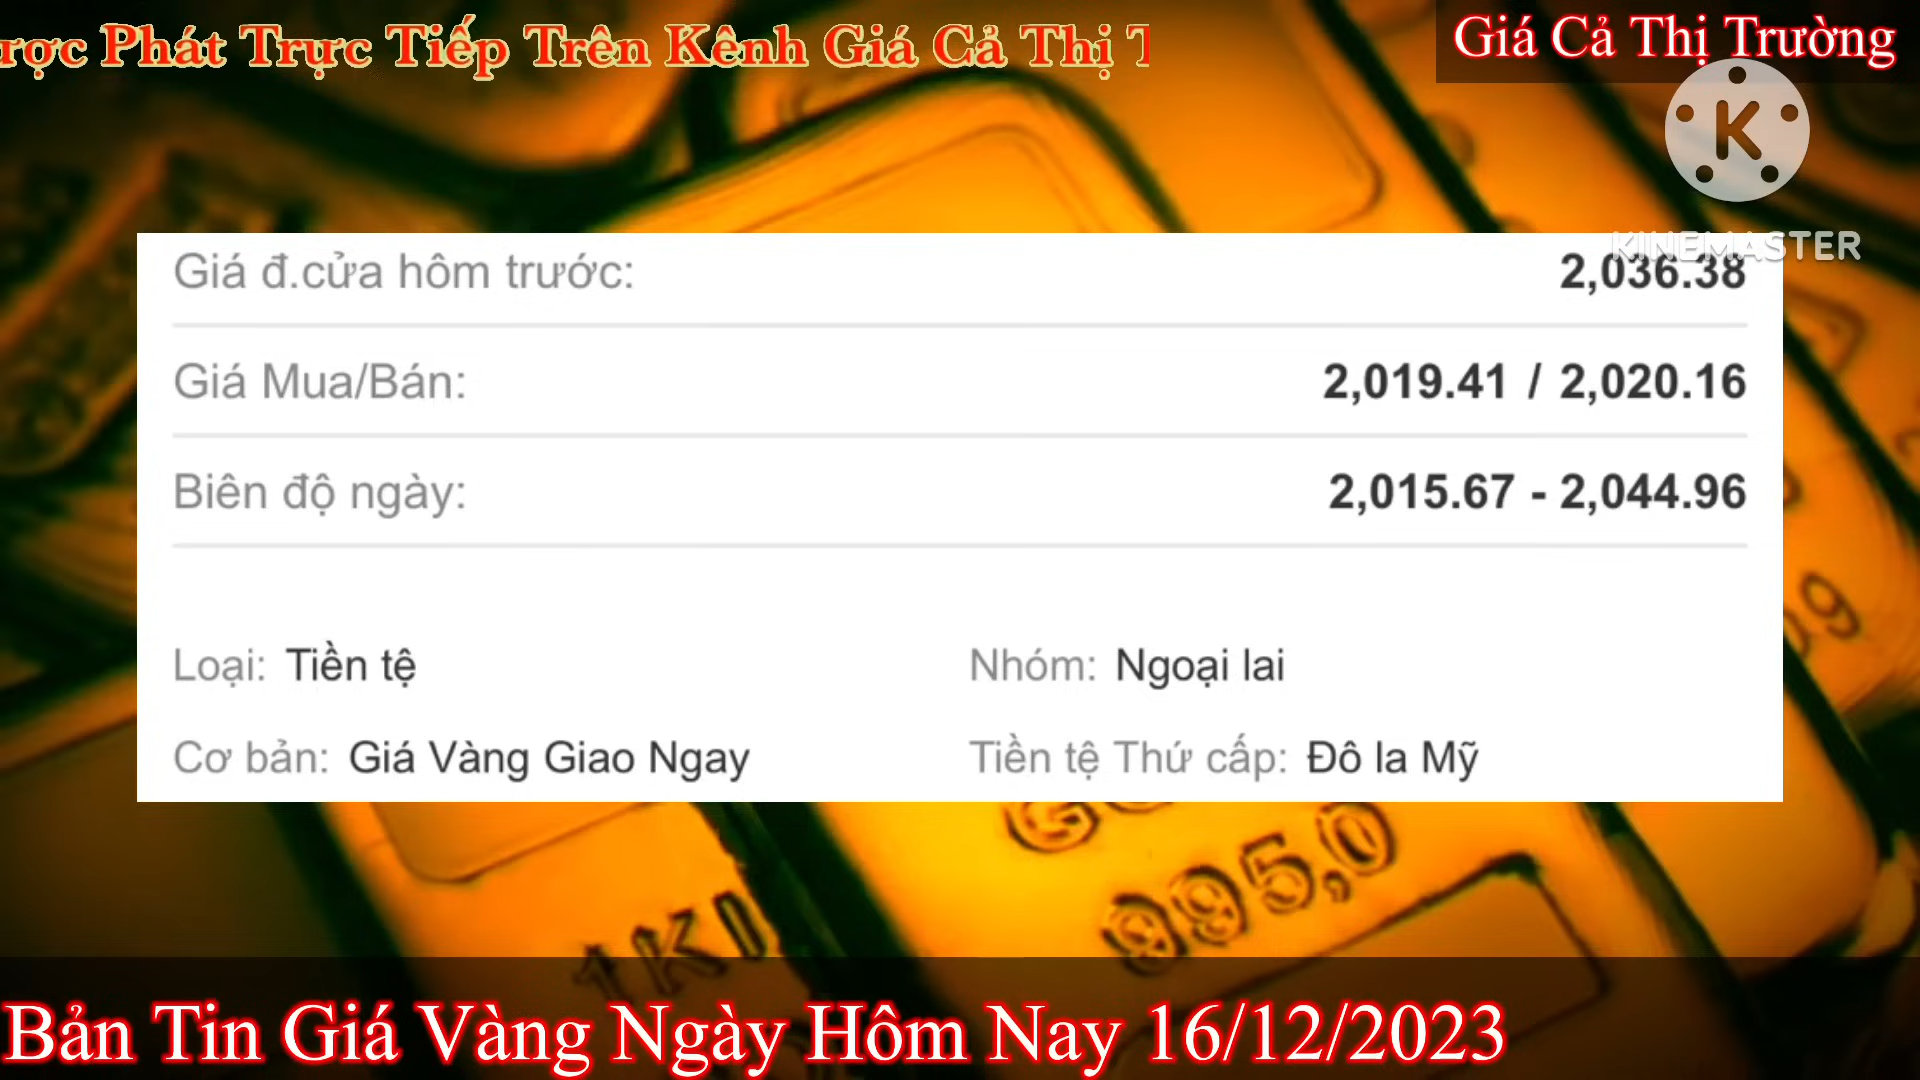 ược Phát Trực Tiếp Trên Kênh Giá Cả Thị T
Giá Cả Thị Trường
K
KINEMASTER
Giá đ.cửa hôm trước: 2,036.38
Giá Mua/Bán: 2,019.41 / 2,020.16
Biên độ ngày: 2,015.67 - 2,044.96
Loại: Tiền tệ Nhóm: Ngoại lai
Cơ bản: Giá Vàng Giao Ngay Tiền tệ Thứ cấp: Đô la Mỹ
995,0
Bản Tin Giá Vàng Ngày Hôm Nay 16/12/2023